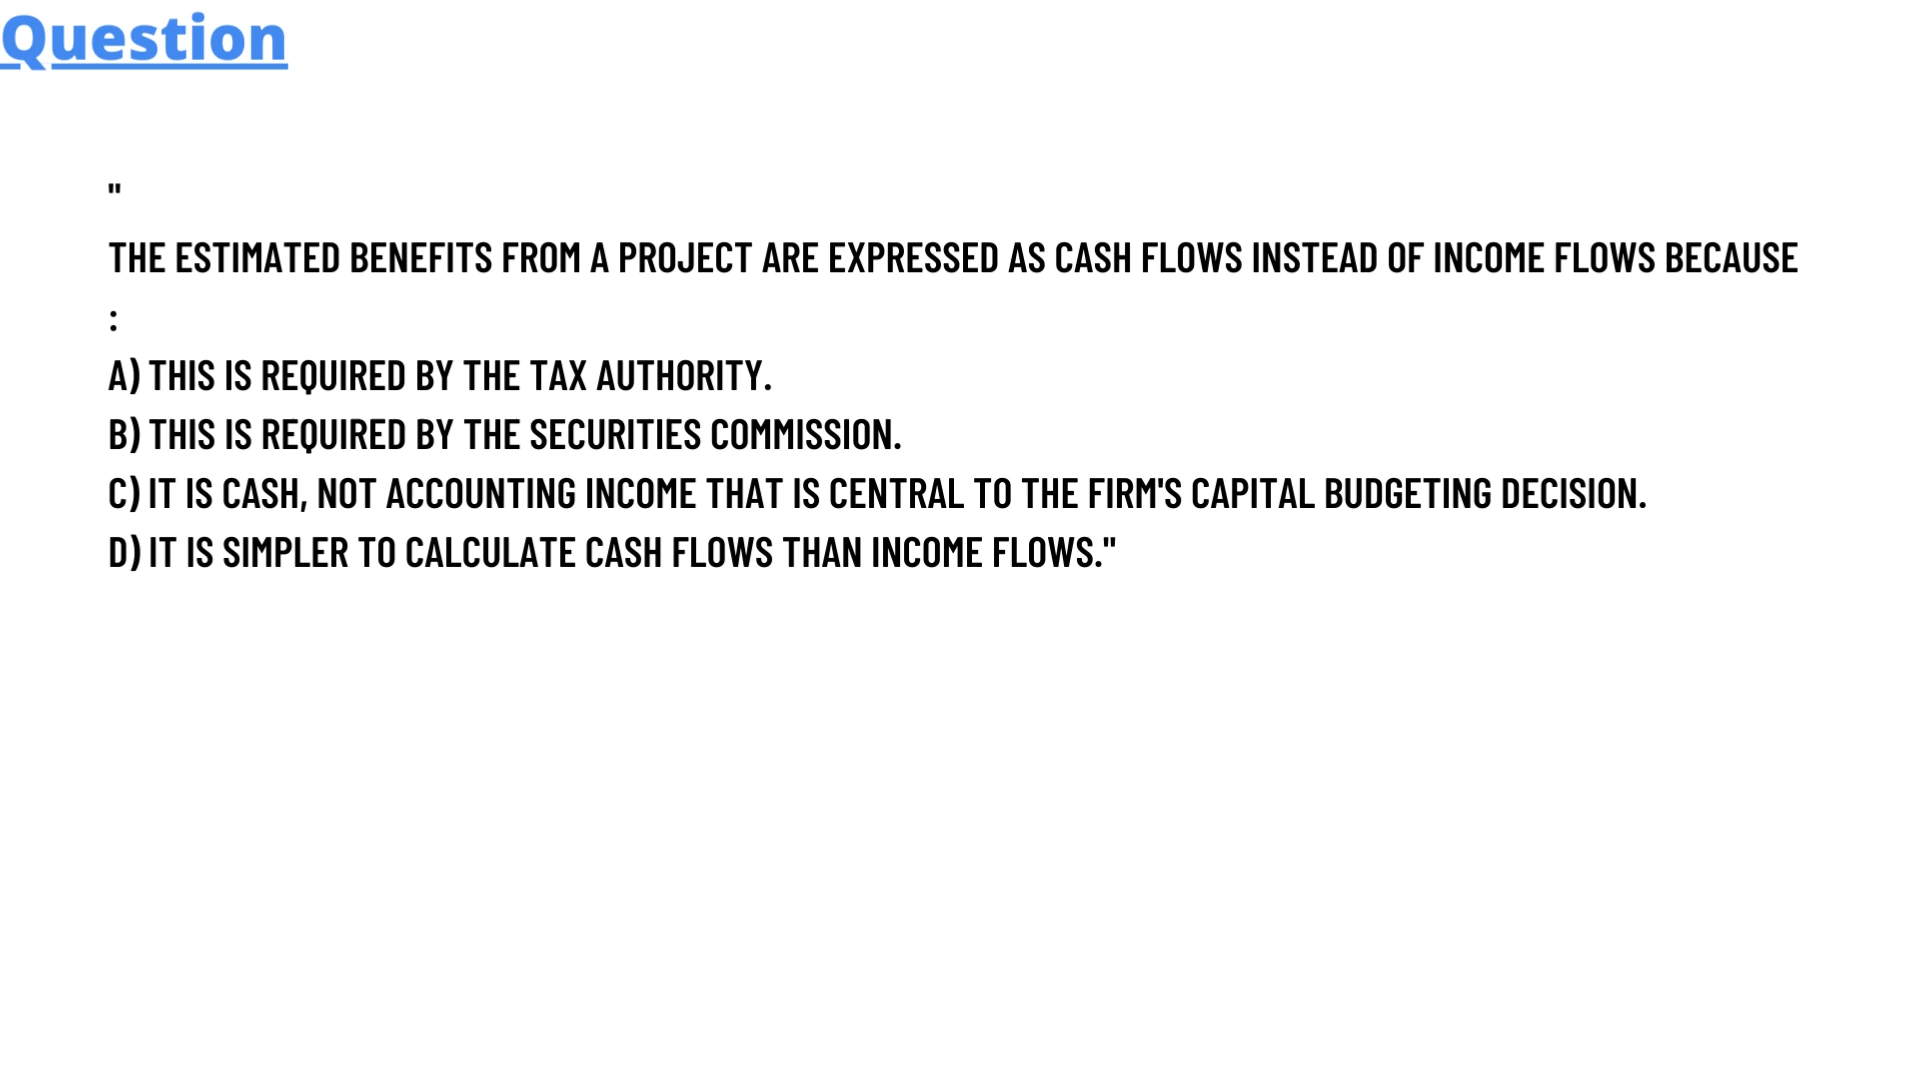 Question
"
THE ESTIMATED BENEFITS FROM A PROJECT ARE EXPRESSED AS CASH FLOWS INSTEAD OF INCOME FLOWS BECAUSE
:
A) THIS IS REQUIRED BY THE TAX AUTHORITY.
B) THIS IS REQUIRED BY THE SECURITIES COMMISSION.
C) IT IS CASH, NOT ACCOUNTING INCOME THAT IS CENTRAL TO THE FIRM'S CAPITAL BUDGETING DECISION.
D) IT IS SIMPLER TO CALCULATE CASH FLOWS THAN INCOME FLOWS."